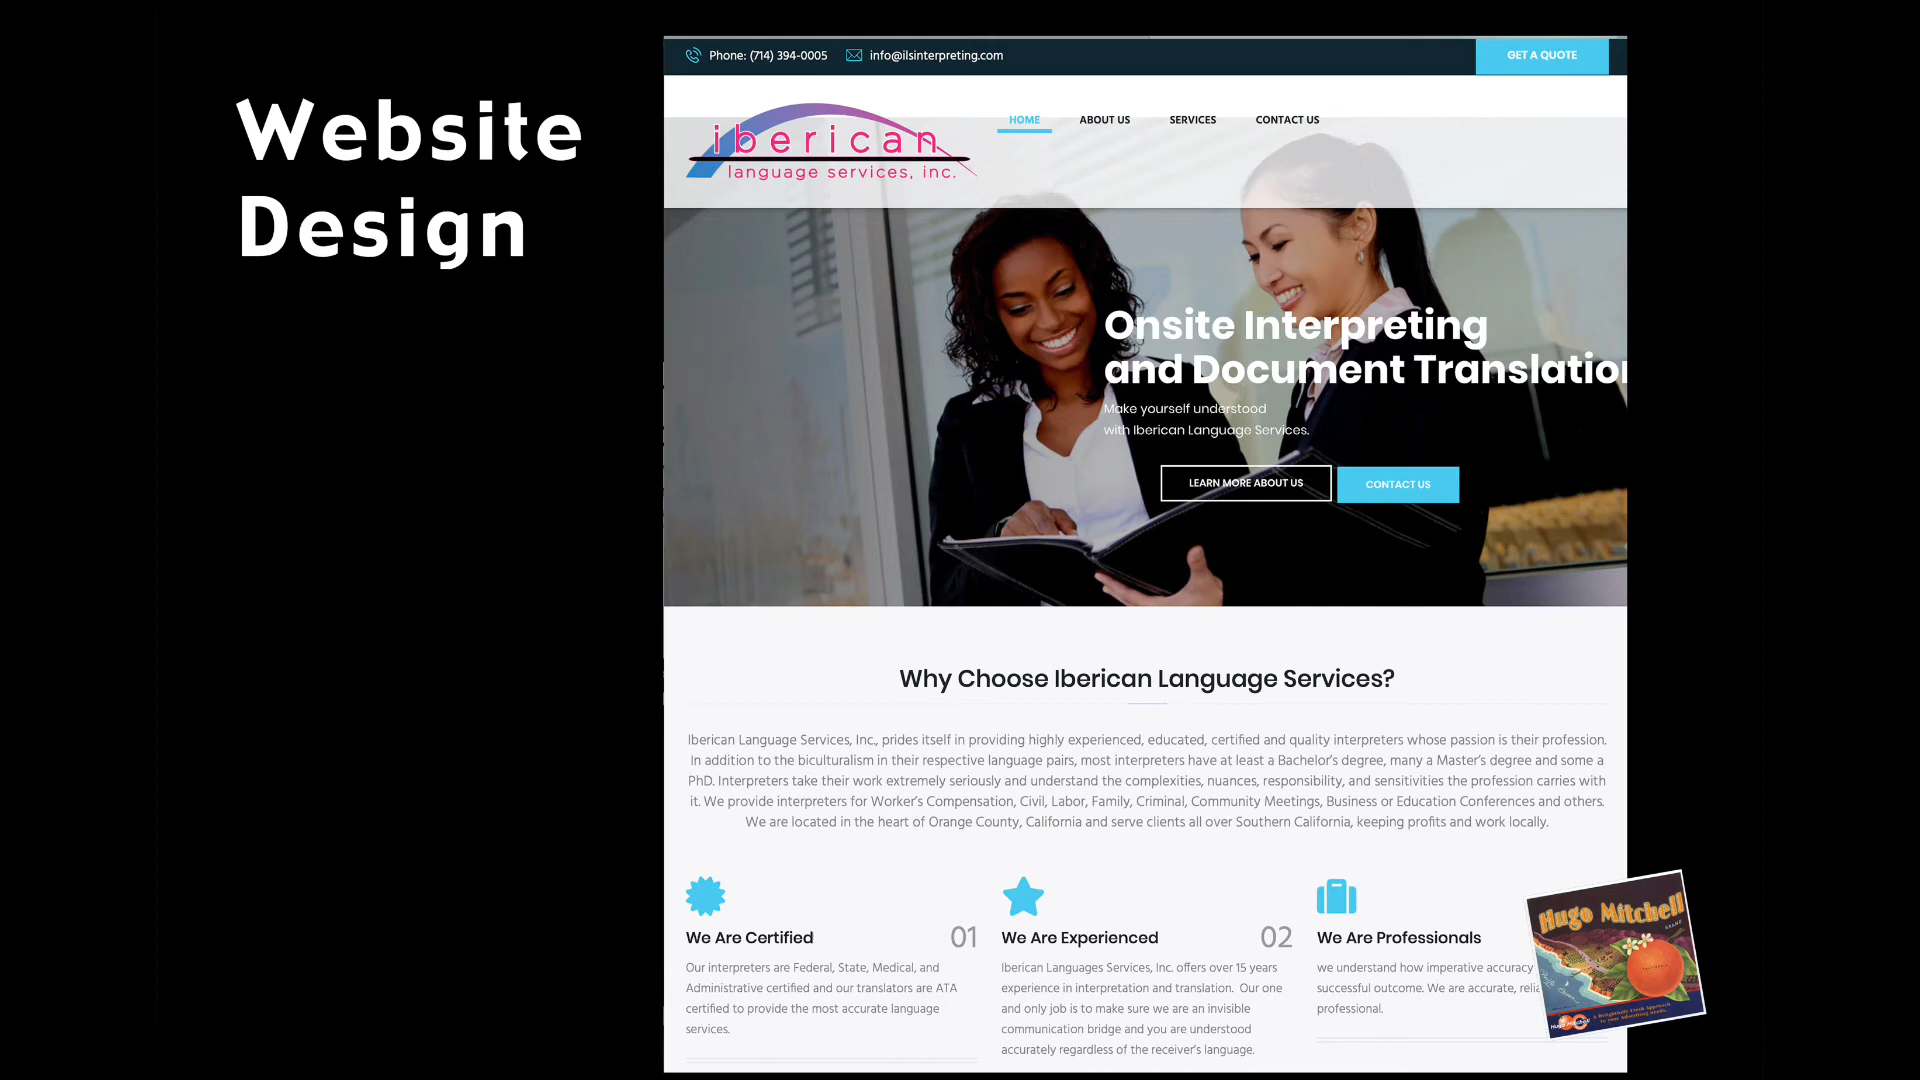 Website
Design
Phone: (714) 394-0005
info@ilsinterpreting.com
GET A QUOTE
iberican
language services, inc.
HOME
ABOUT US
SERVICES
CONTACT US
Onsite Interpreting
and Document Translation
Make yourself understood
with Iberican Language Services.
LEARN MORE ABOUT US
CONTACT US
Why Choose Iberican Language Services?
Iberican Language Services, Inc., prides itself in providing highly experienced, educated, certified and quality interpreters whose passion is their profession.
In addition to the biculturalism in their respective language pairs, most interpreters have at least a Bachelor's degree, many a Master's degree and some a
PhD. Interpreters take their work extremely seriously and understand the complexities, nuances, responsibility, and sensitivities the profession carries with
it. We provide interpreters for Worker's Compensation, Civil, Labor, Family, Criminal, Community Meetings, Business or Education Conferences and others.
We are located in the heart of Orange County, California and serve clients all over Southern California, keeping profits and work locally.
We Are Certified
01
Our interpreters are Federal, State, Medical, and
Administrative certified and our translators are ATA
certified to provide the most accurate language
services.
We Are Experienced
02
Iberican Languages Services, Inc. offers over 15 years
experience in interpretation and translation. Our one
and only job is to make sure we are an invisible
communication bridge and you are understood
accurately regardless of the receiver's language.
We Are Professionals
we understand how imperative accuracy
successful outcome. We are accurate, relia
professional.
Hugo Mitchell
BRAND
Hugo Mitchell
A Delightfully Fresh Approach
to your Advertising needs.